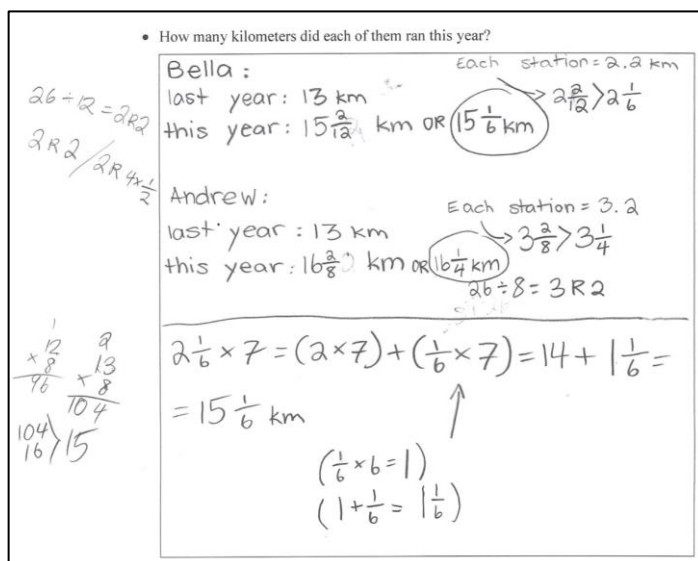 • How many kilometers did each of them ran this year?
Bella:
last year: 13 km
this year: 15 2/12 km OR 15 1/6 km
Each station = 2.2 km
2 2/12 > 2 1/6
26 ÷ 12 = 2R2
2R2 / 2R 4 × 1/2
Andrew:
last year: 13 km
this year: 16 2/8 km OR 16 1/4 km
Each station = 3.2
3 2/8 > 3 1/4
26 ÷ 8 = 3 R2
1
12
× 8
96
2
13
× 8
104
104
16 > 15
2 1/6 × 7 = (2×7) + (1/6 × 7) = 14 + 1 1/6 =
= 15 1/6 km
(1/6 × 6 = 1)
(1 + 1/6 = 1 1/6)